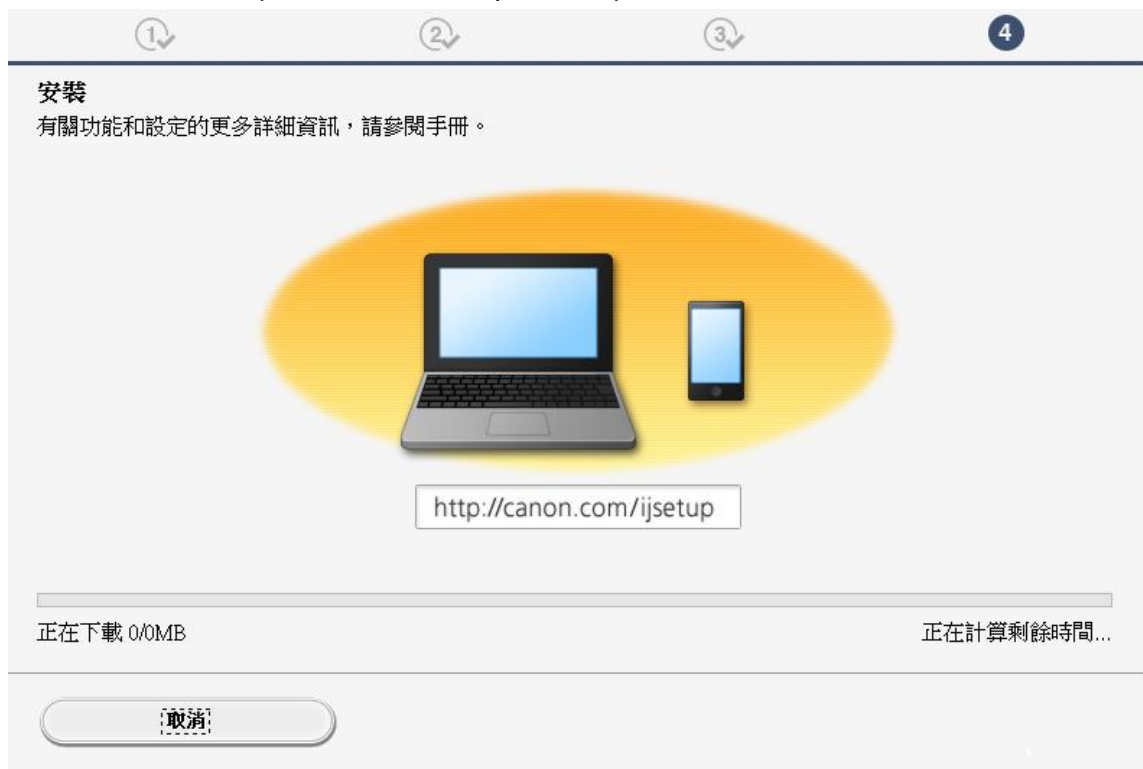 1 2 3 4
安裝
有關功能和設定的更多詳細資訊，請參閱手冊。
http://canon.com/ijsetup
正在下載 0/0MB
正在計算剩餘時間...
取消